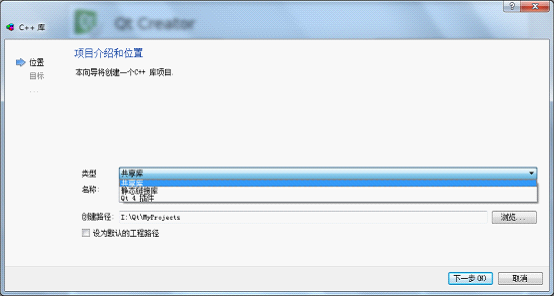 Qt Creator
C++ 库
位置
目标
...
项目介绍和位置
本向导将创建一个C++ 库项目.
类型
共享库
共享库
静态链接库
Qt 4 插件
名称:
创建路径: I:\Qt\MyProjects
浏览...
设为默认的工程路径
下一步(N)
取消